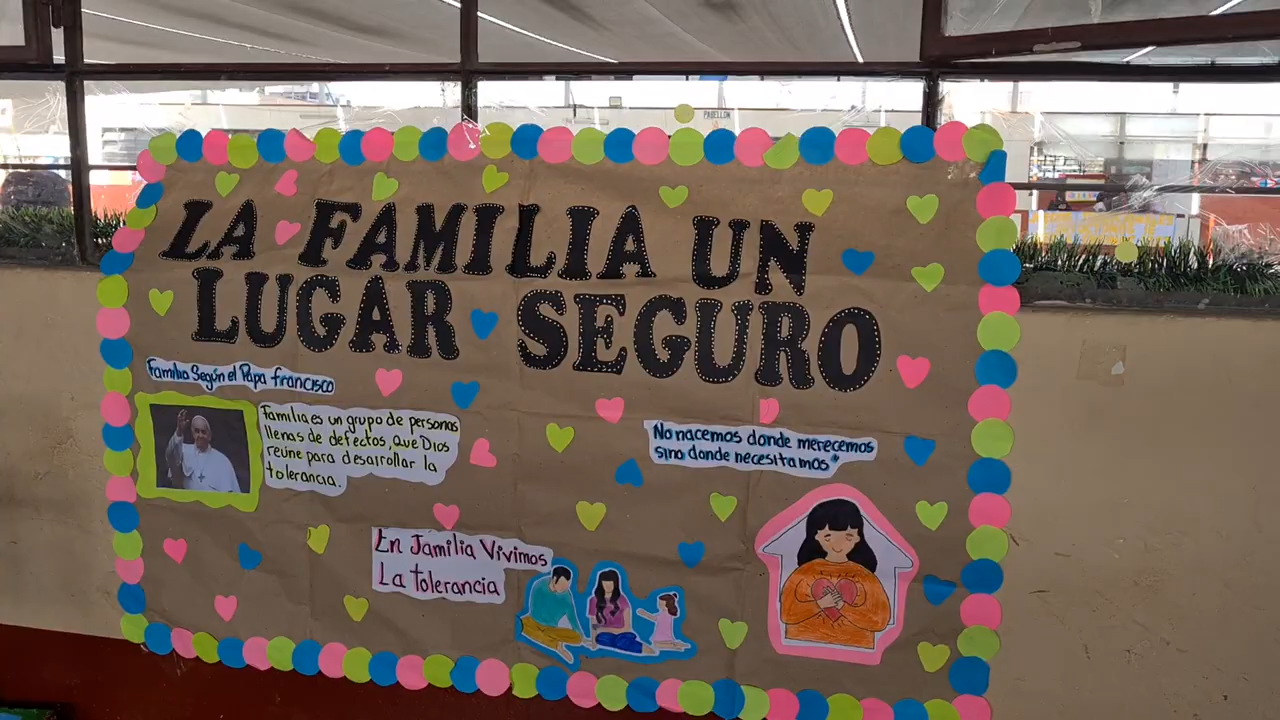 PABELLON
LA FAMILIA UN
LUGAR SEGURO
Familia Según el Papa francisco
Familia es un grupo de personas
llenas de defectos, que Dios
reúne para desarrollar la
tolerancia.
No nacemos donde merecemos
sino donde necesitamos"
En familia Vivimos
La tolerancia